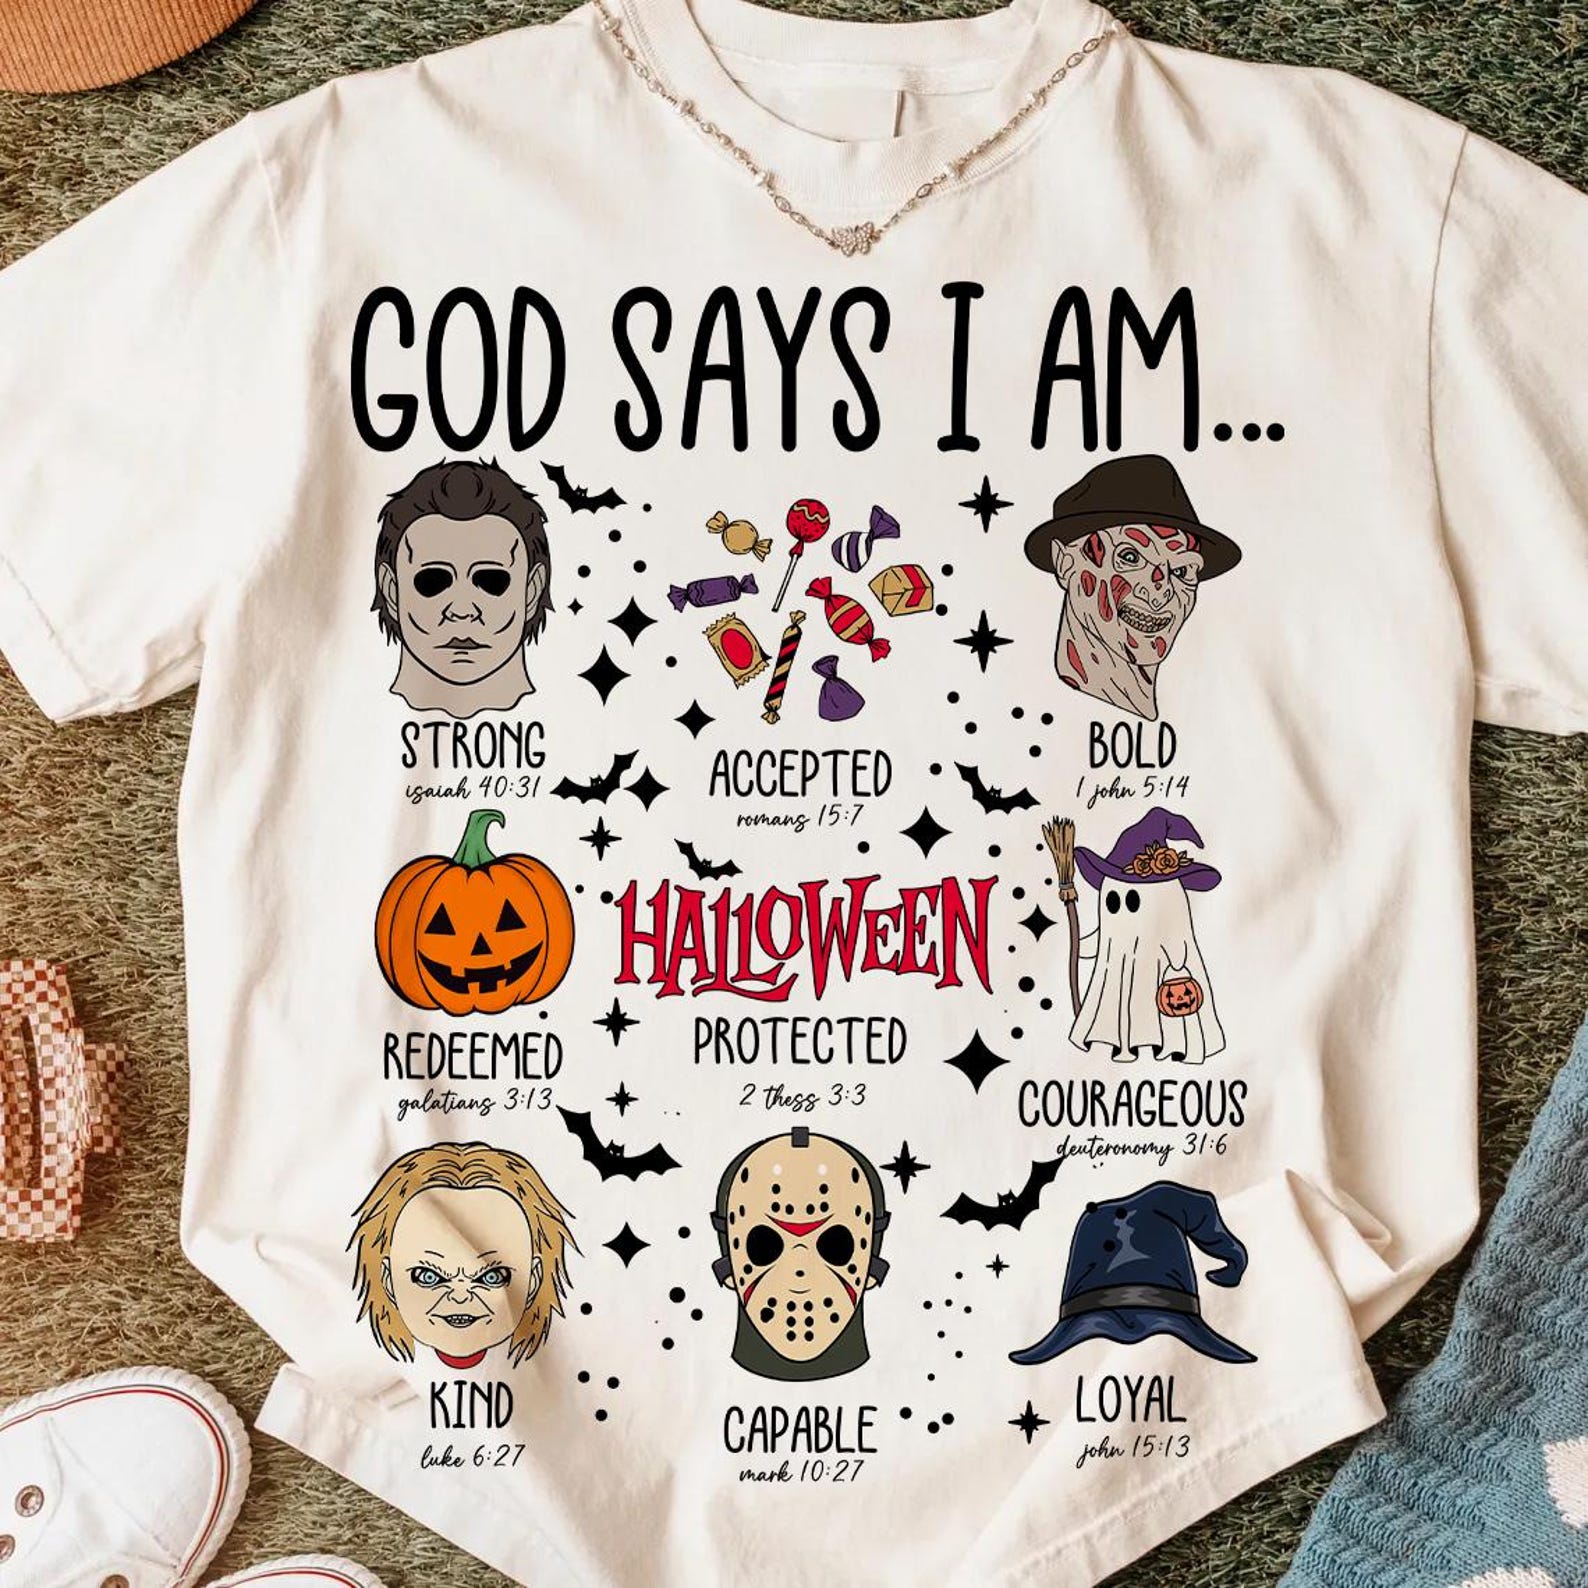 GOD SAYS I AM...
STRONG
isaiah 40:31
ACCEPTED
romans 15:7
BOLD
1 john 5:14
REDEEMED
galatians 3:13
HALLOWEEN
PROTECTED
2 thess 3:3
COURAGEOUS
deuteronomy 31:6
KIND
luke 6:27
CAPABLE
mark 10:27
LOYAL
john 15:13